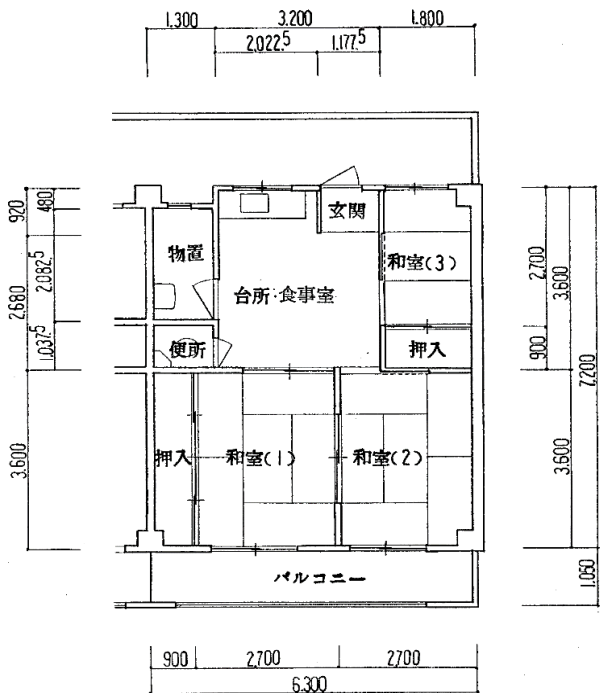 1.300 3.200 1.800
2,022.5 1,177.5
920 480
2.680 2.082.5
1.037.5
3.600
玄関
物置
和室(3)
台所・食事室
便所
押入
押入
和室(1)
和室(2)
バルコニー
2,700 3,600
900 7,200
3,600
1.050
900 2,700 2,700
6.300